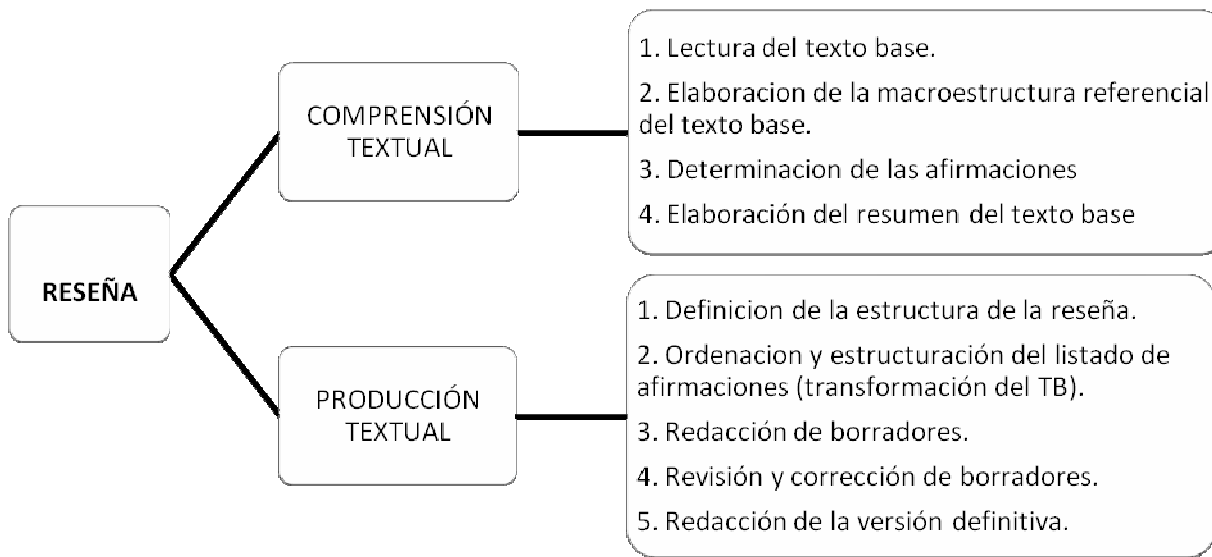 RESEÑA
COMPRENSIÓN
TEXTUAL
1. Lectura del texto base.
2. Elaboracion de la macroestructura referencial
del texto base.
3. Determinacion de las afirmaciones
4. Elaboración del resumen del texto base
PRODUCCIÓN
TEXTUAL
1. Definicion de la estructura de la reseña.
2. Ordenacion y estructuración del listado de
afirmaciones (transformación del TB).
3. Redacción de borradores.
4. Revisión y corrección de borradores.
5. Redacción de la versión definitiva.